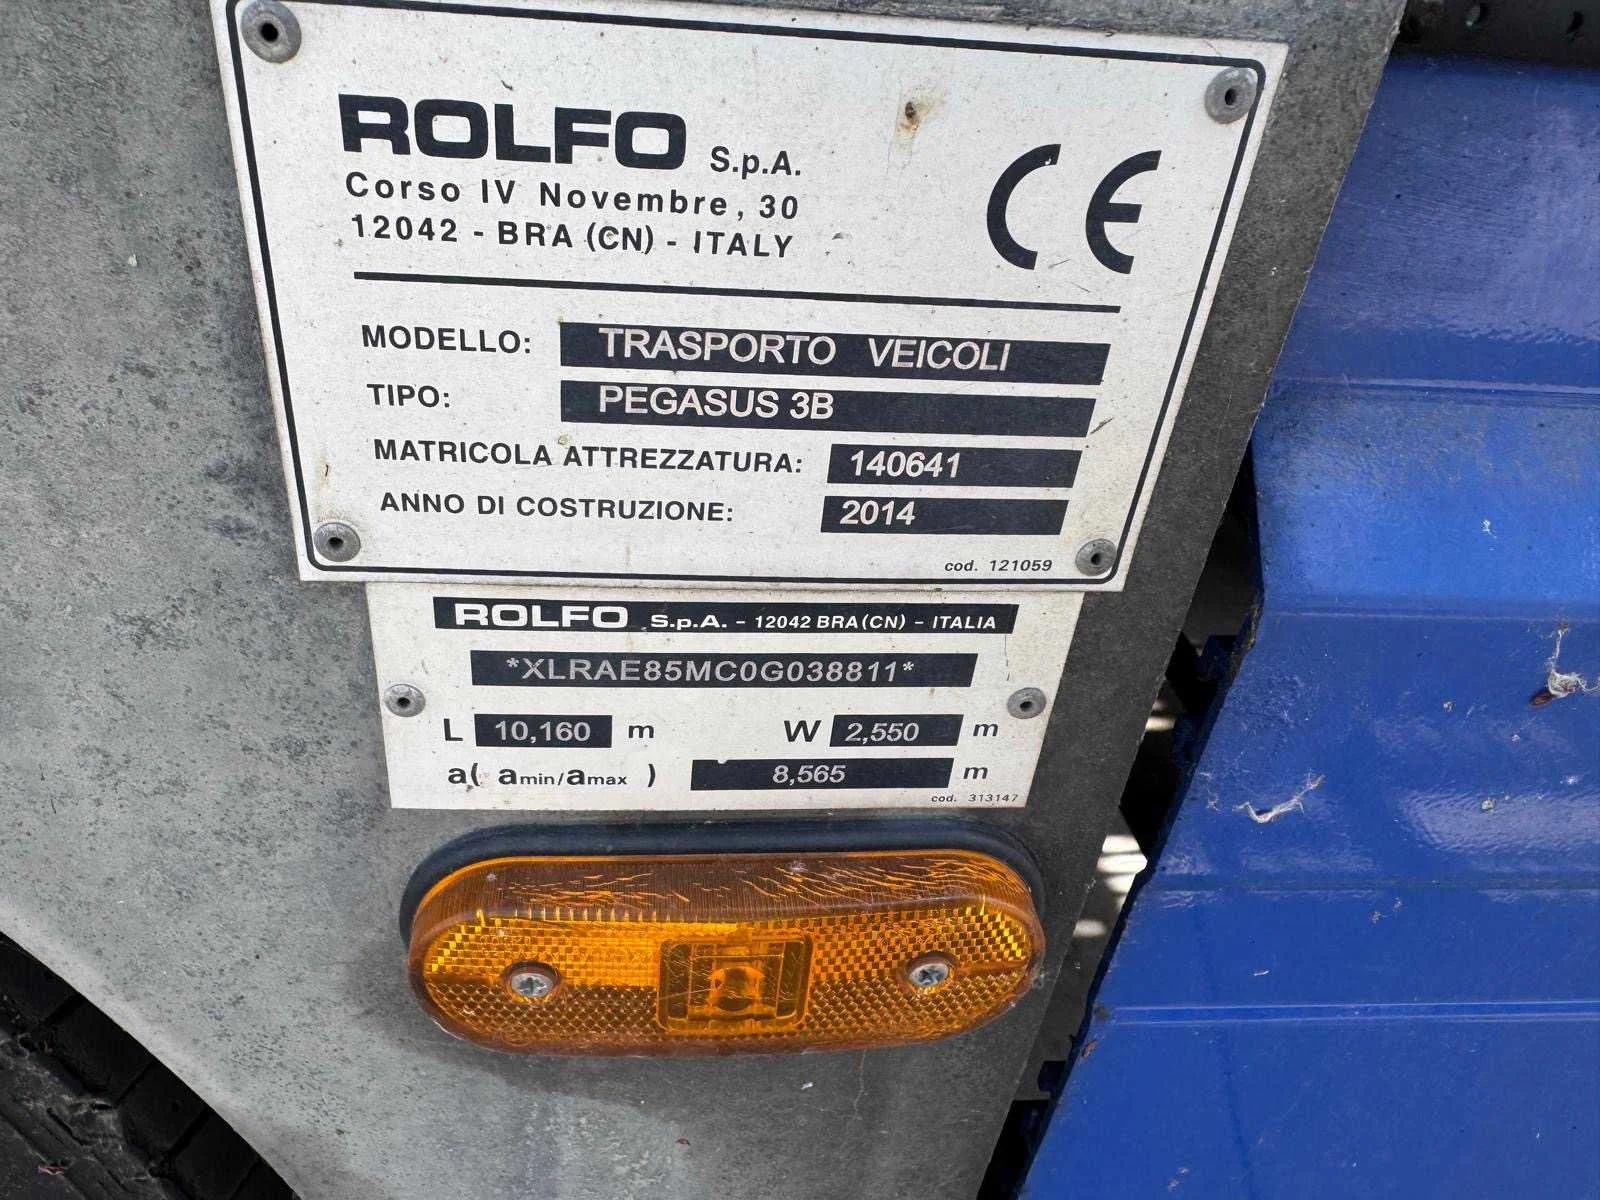 ROLFO S.p.A.
Corso IV Novembre, 30
12042 - BRA (CN) - ITALY
CE
MODELLO: TRASPORTO VEICOLI
TIPO: PEGASUS 3B
MATRICOLA ATTREZZATURA: 140641
ANNO DI COSTRUZIONE: 2014
cod. 121059
ROLFO S.p.A. - 12042 BRA (CN) - ITALIA
*XLRAE85MC0G038811*
L 10,160 m W 2,550 m
a( amin/amax ) 8,565 m
cod. 313147